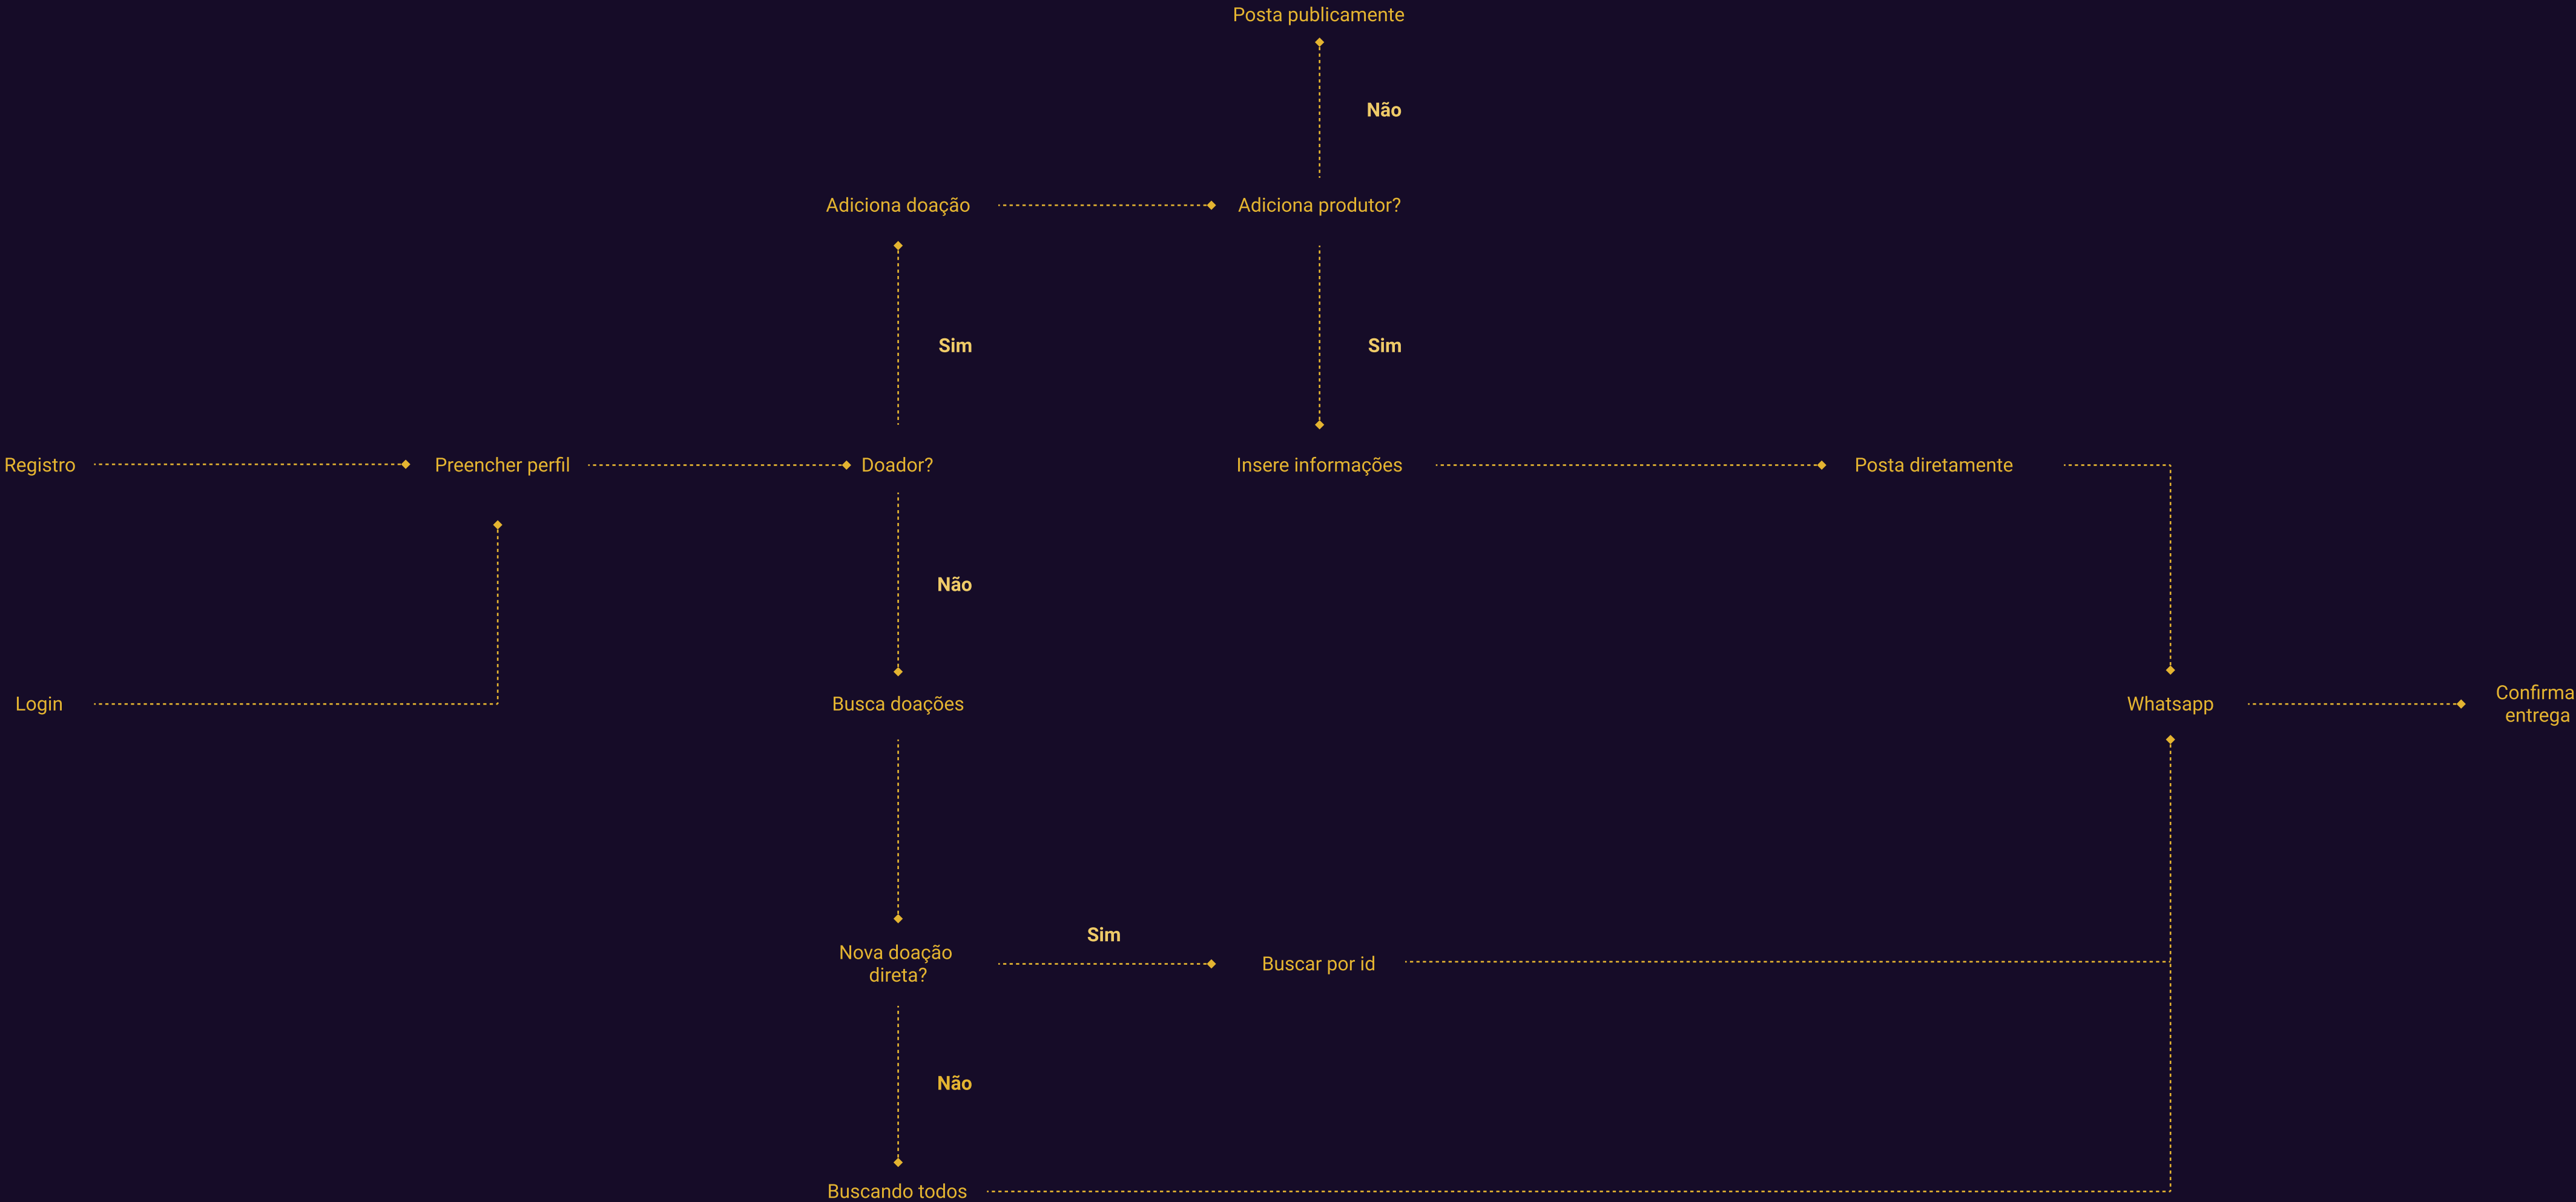 Posta publicamente
Não
Adiciona doação
Adiciona produtor?
Sim
Sim
Registro
Preencher perfil
Doador?
Insere informações
Posta diretamente
Não
Login
Busca doações
Whatsapp
Confirma
entrega
Sim
Nova doação
direta?
Buscar por id
Não
Buscando todos